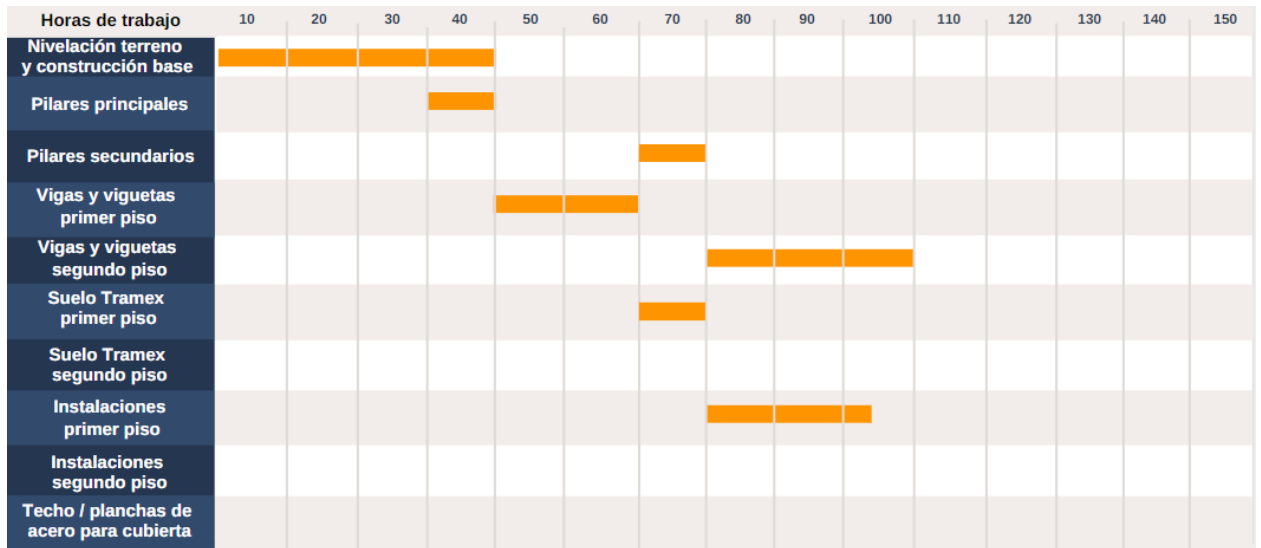 Horas de trabajo 10 20 30 40 50 60 70 80 90 100 110 120 130 140 150
Nivelación terreno
y construcción base
Pilares principales
Pilares secundarios
Vigas y viguetas
primer piso
Vigas y viguetas
segundo piso
Suelo Tramex
primer piso
Suelo Tramex
segundo piso
Instalaciones
primer piso
Instalaciones
segundo piso
Techo / planchas de
acero para cubierta